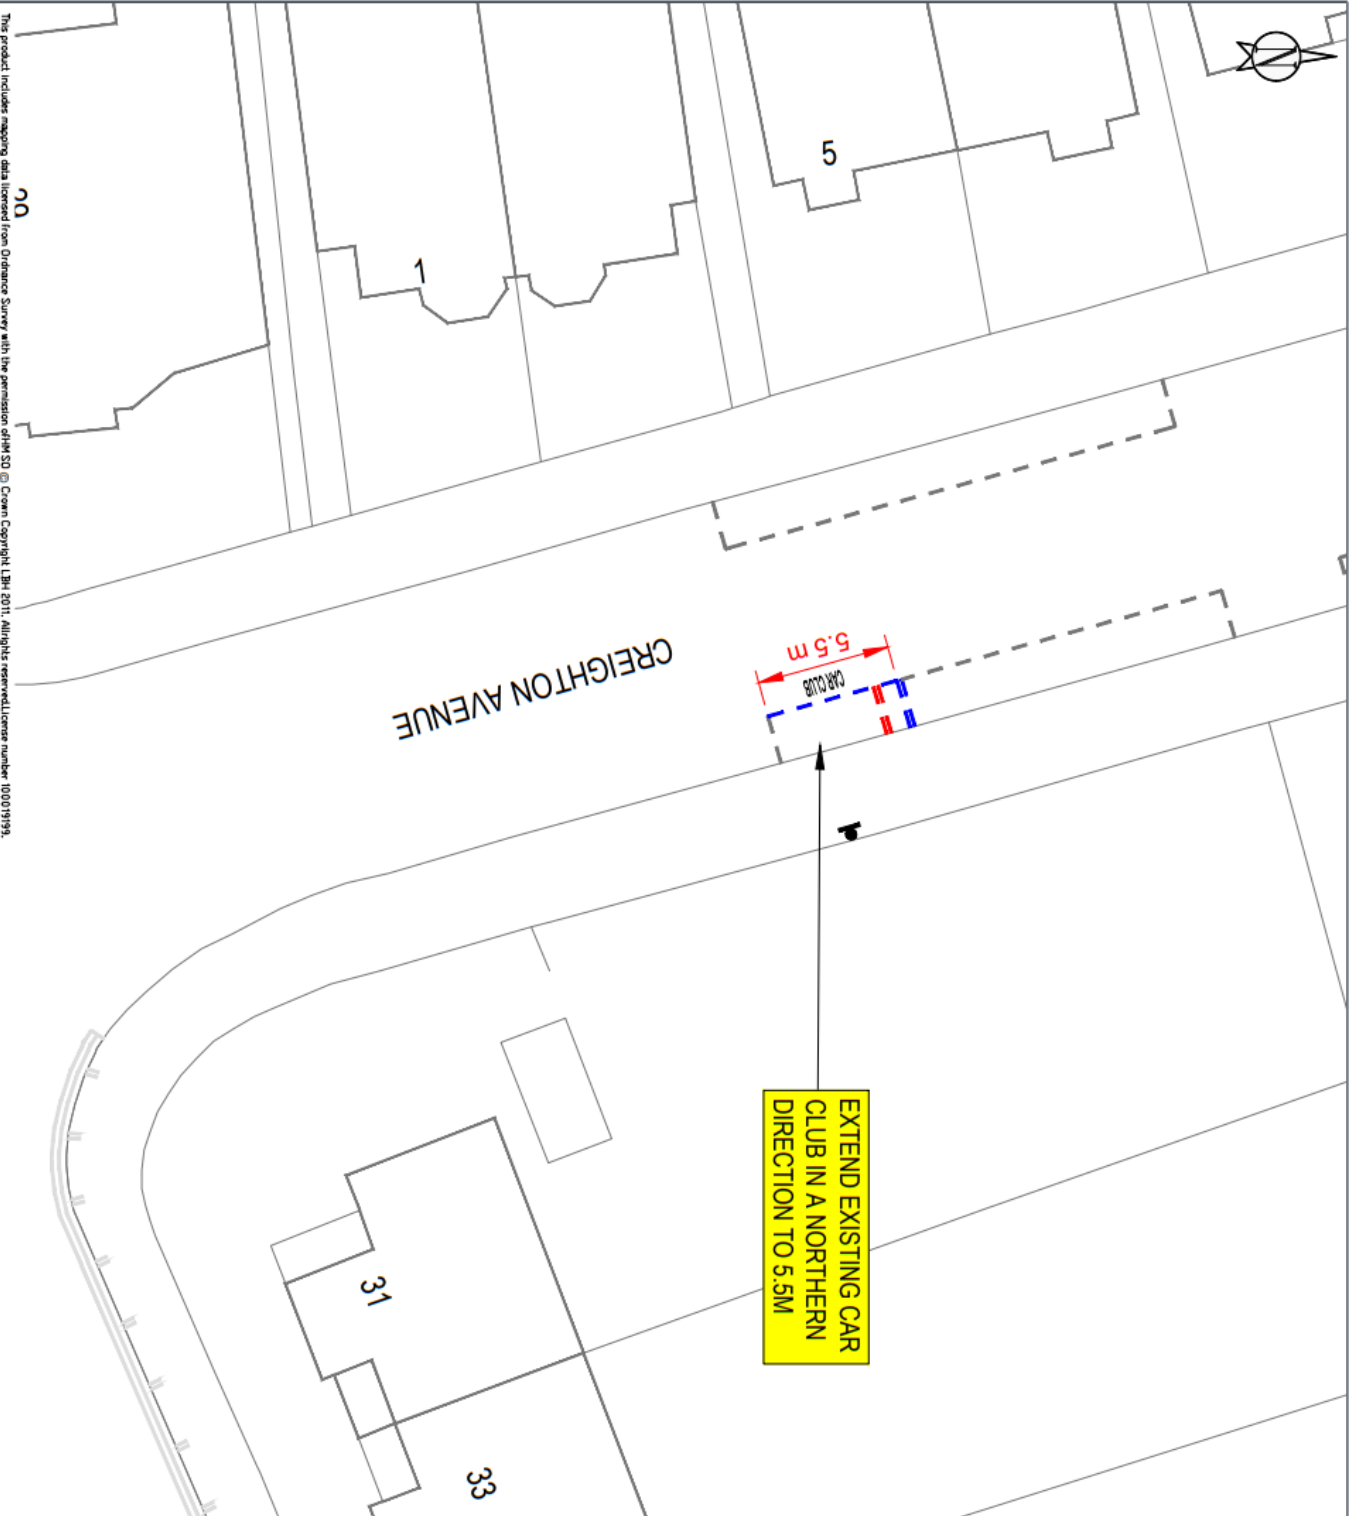 This product includes mapping data licensed from Ordnance Survey with the permission of HMSO © Crown Copyright LBH 2011. All rights reserved.License number 100019199.
1
5
CREIGHTON AVENUE
5.5 m
CAR CLUB
EXTEND EXISTING CAR
CLUB IN A NORTHERN
DIRECTION TO 5.5M
31
33